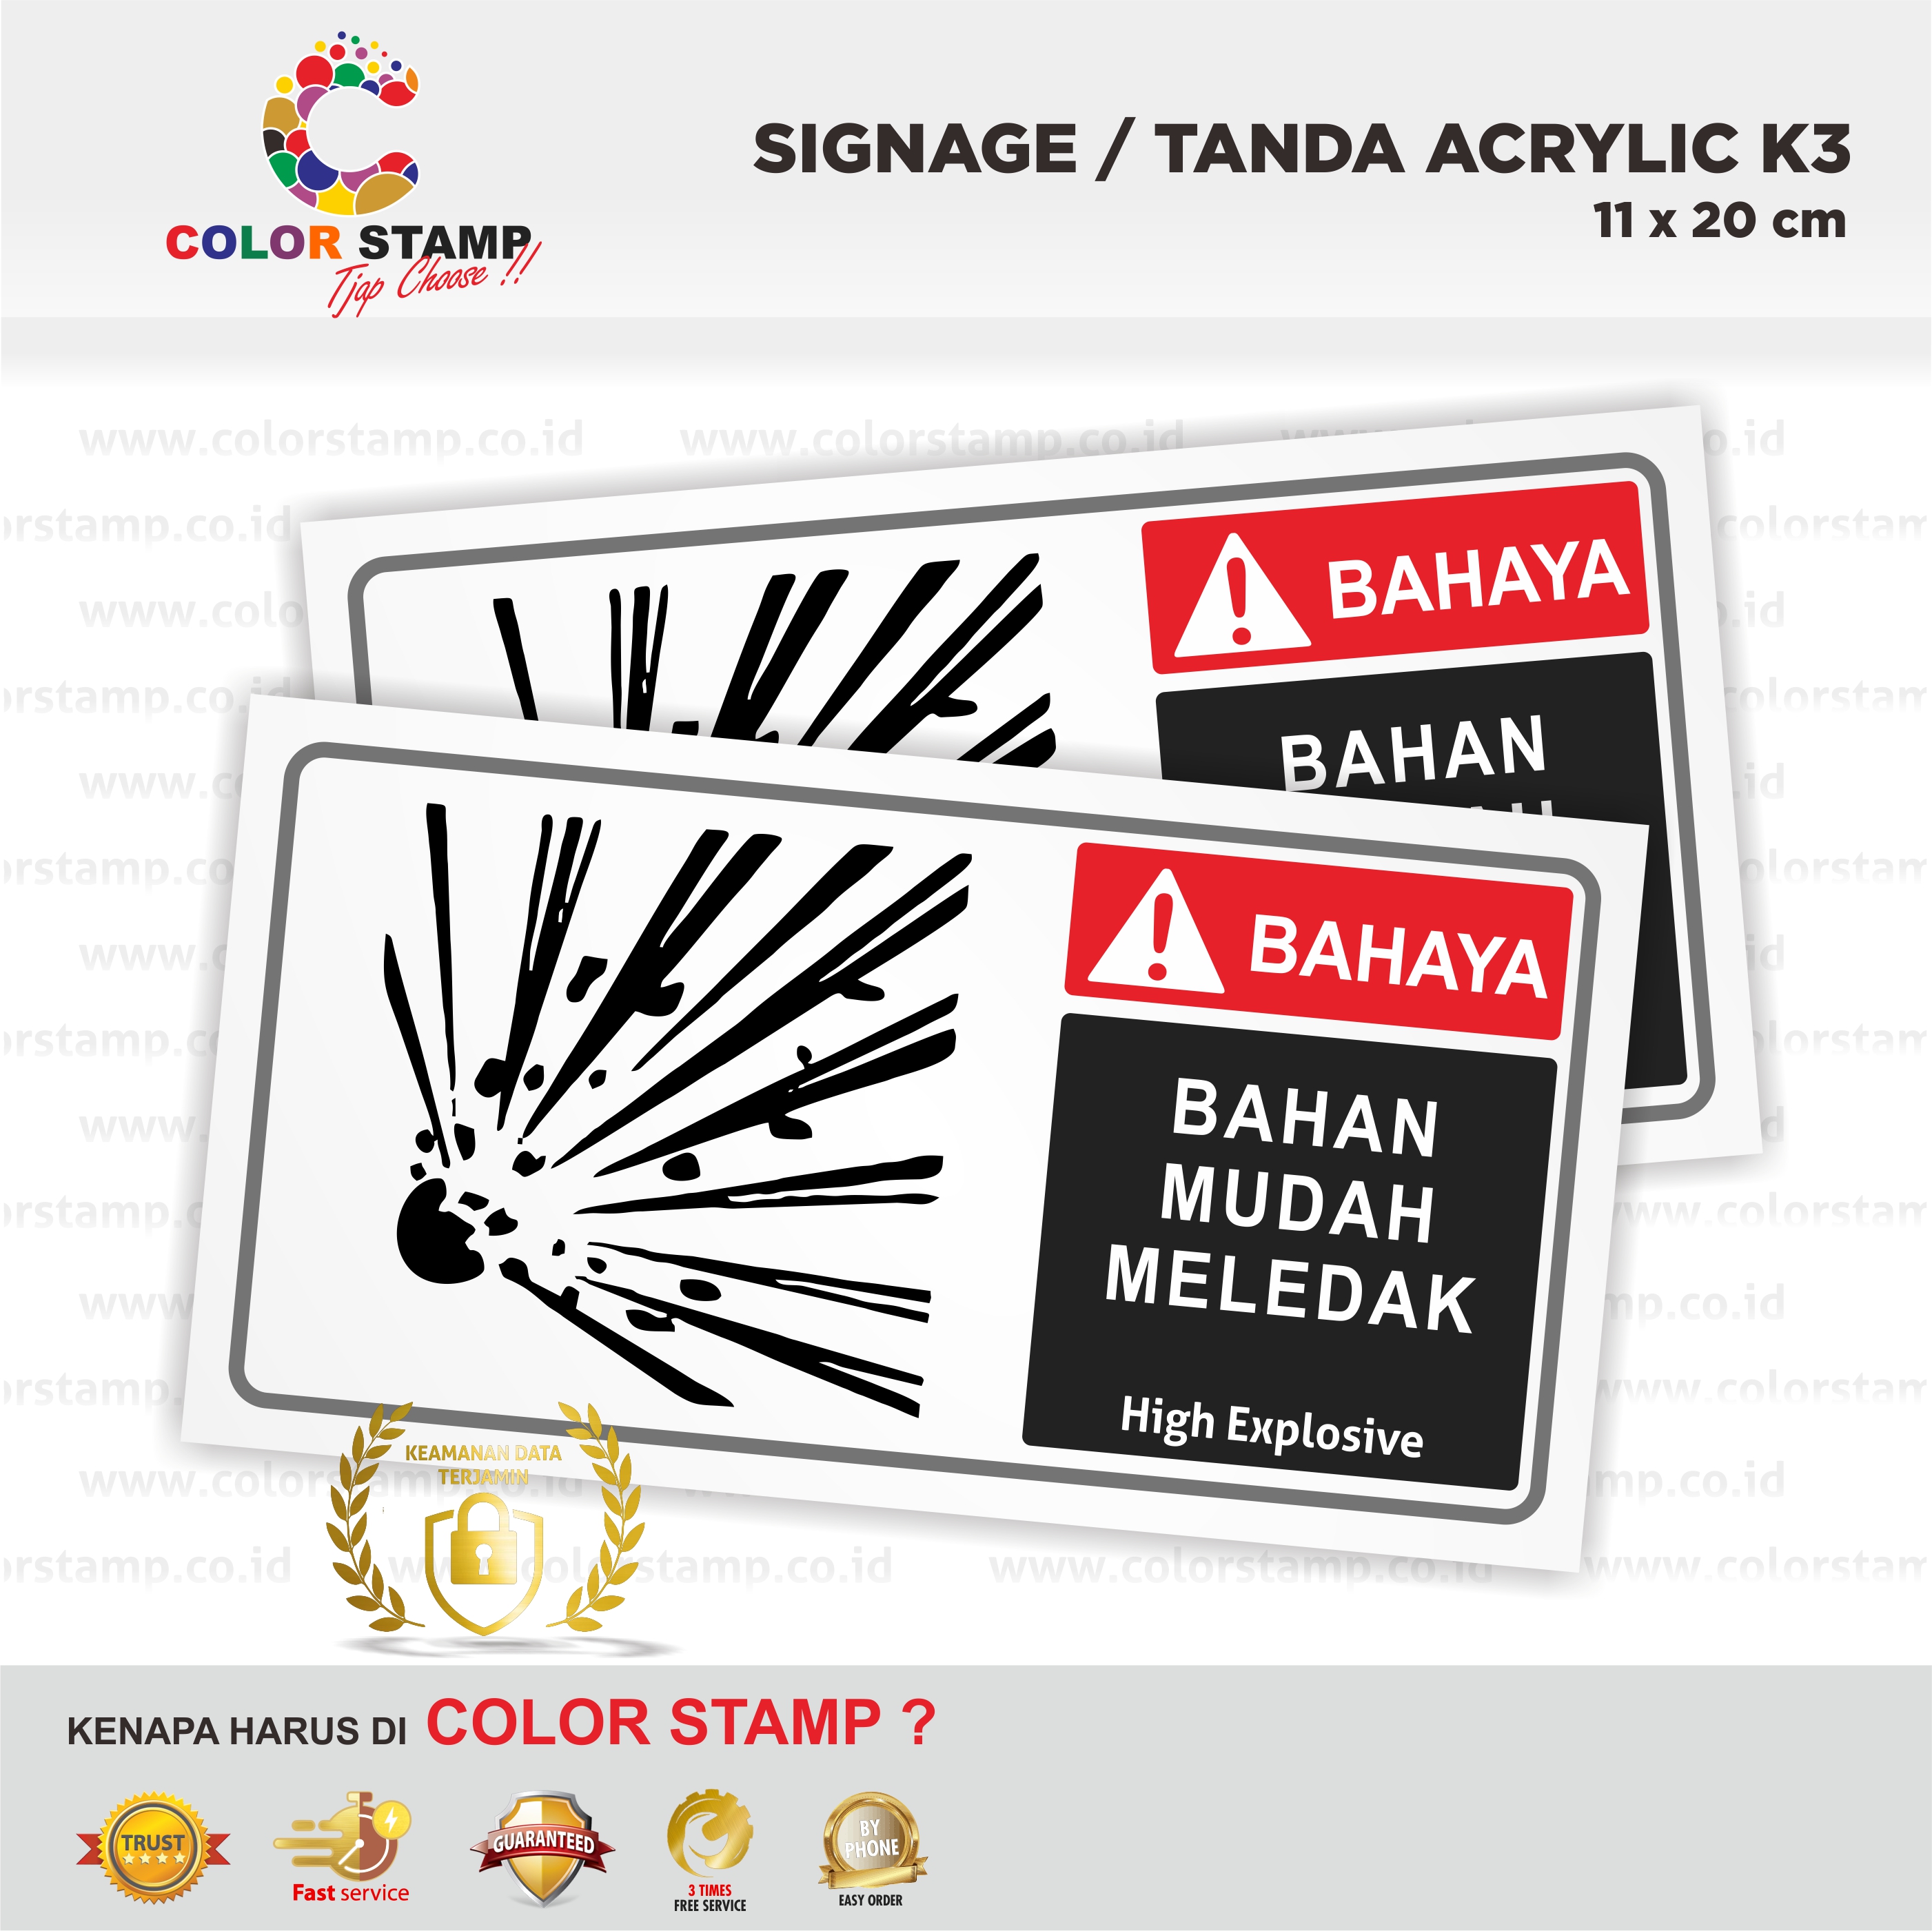 COLOR STAMP
Tjap Choose !!
SIGNAGE / TANDA ACRYLIC K3
11 x 20 cm
www.colorstamp.co.id
BAHAYA
BAHAN
BAHAYA
BAHAN
MUDAH
MELEDAK
High Explosive
KEAMANAN DATA
TERJAMIN
KENAPA HARUS DI COLOR STAMP ?
TRUST
Fast service
GUARANTEED
3 TIMES
FREE SERVICE
BY
PHONE
EASY ORDER